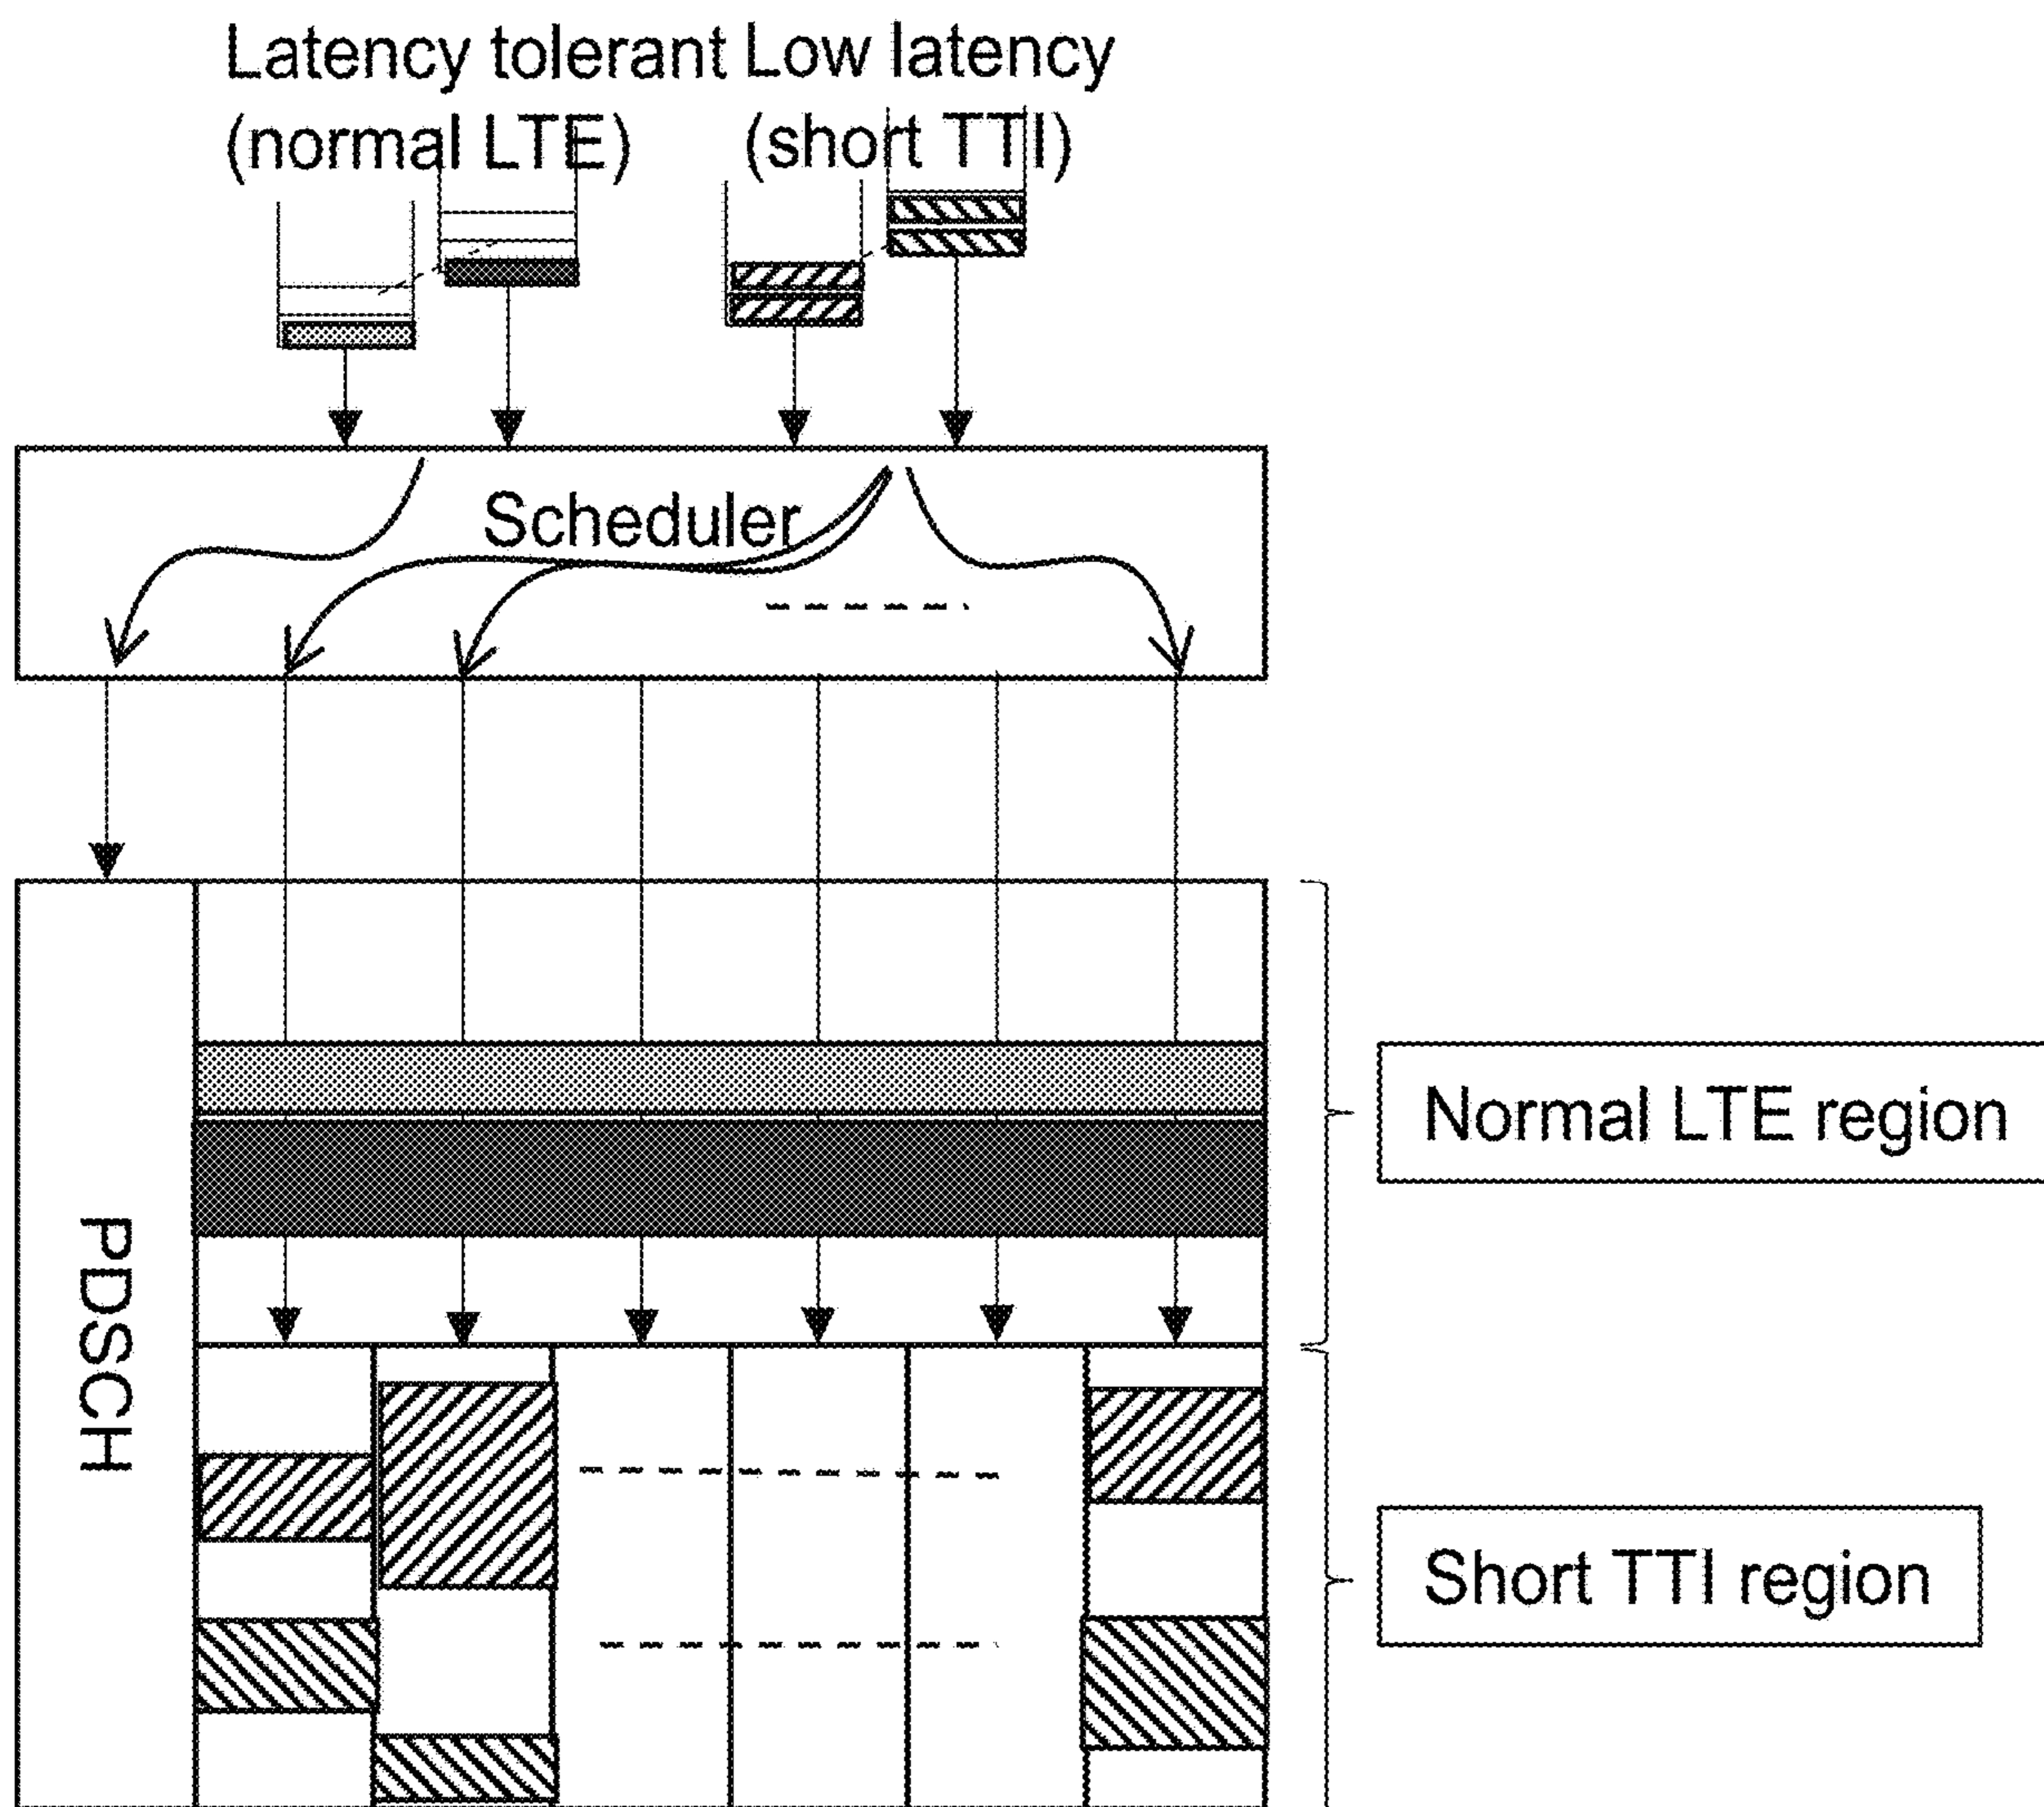 Latency tolerant
(normal LTE)
Low latency
(short TTI)
Scheduler
PDSCH
Normal LTE region
Short TTI region